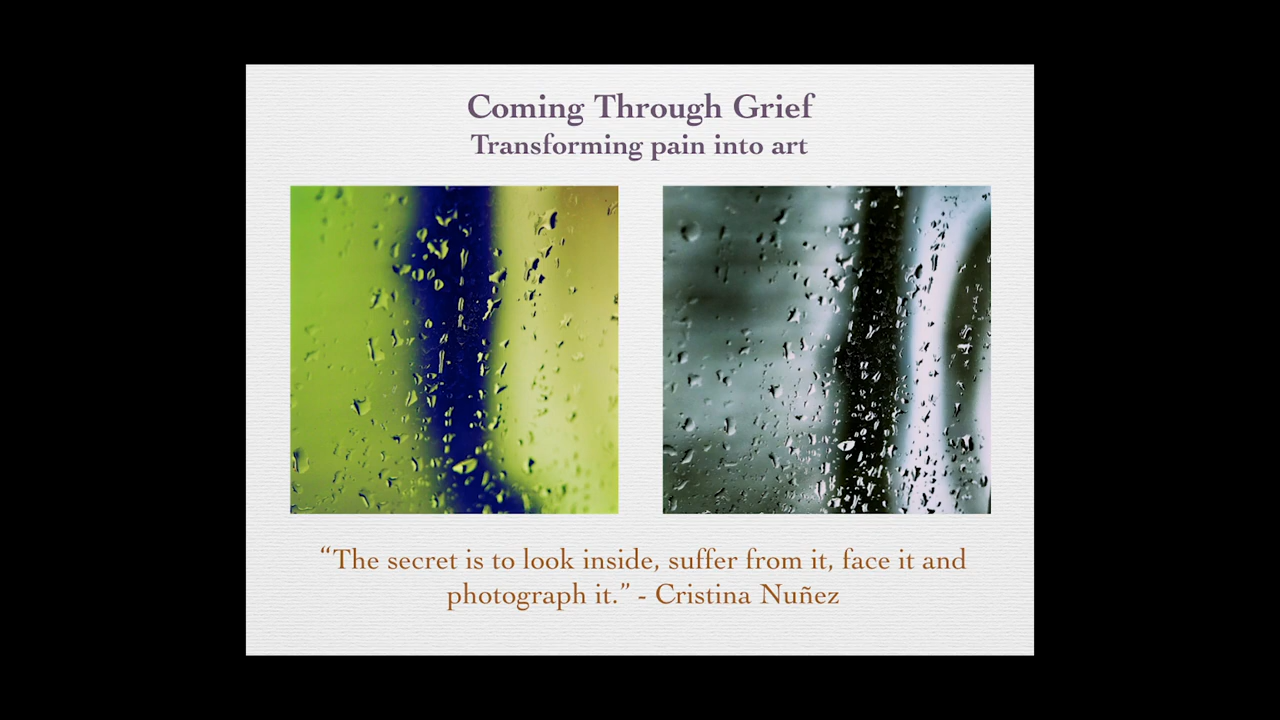 Coming Through Grief
Transforming pain into art
“The secret is to look inside, suffer from it, face it and
photograph it.” - Cristina Nuñez